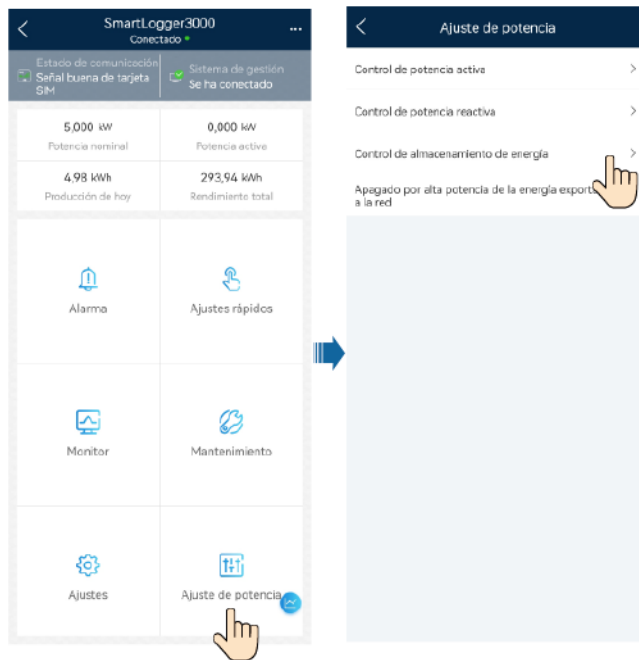 SmartLogger3000
Conectado
Estado de comunicación
Señal buena de tarjeta
SIM
Sistema de gestión
Se ha conectado
5,000 kW
Potencia nominal
0,000 kW
Potencia activa
4,98 kWh
Producción de hoy
293,94 kWh
Rendimiento total
Alarma
Ajustes rápidos
Monitor
Mantenimiento
Ajustes
Ajuste de potencia
Ajuste de potencia
Control de potencia activa
Control de potencia reactiva
Control de almacenamiento de energía
Apagado por alta potencia de la energía
a la red